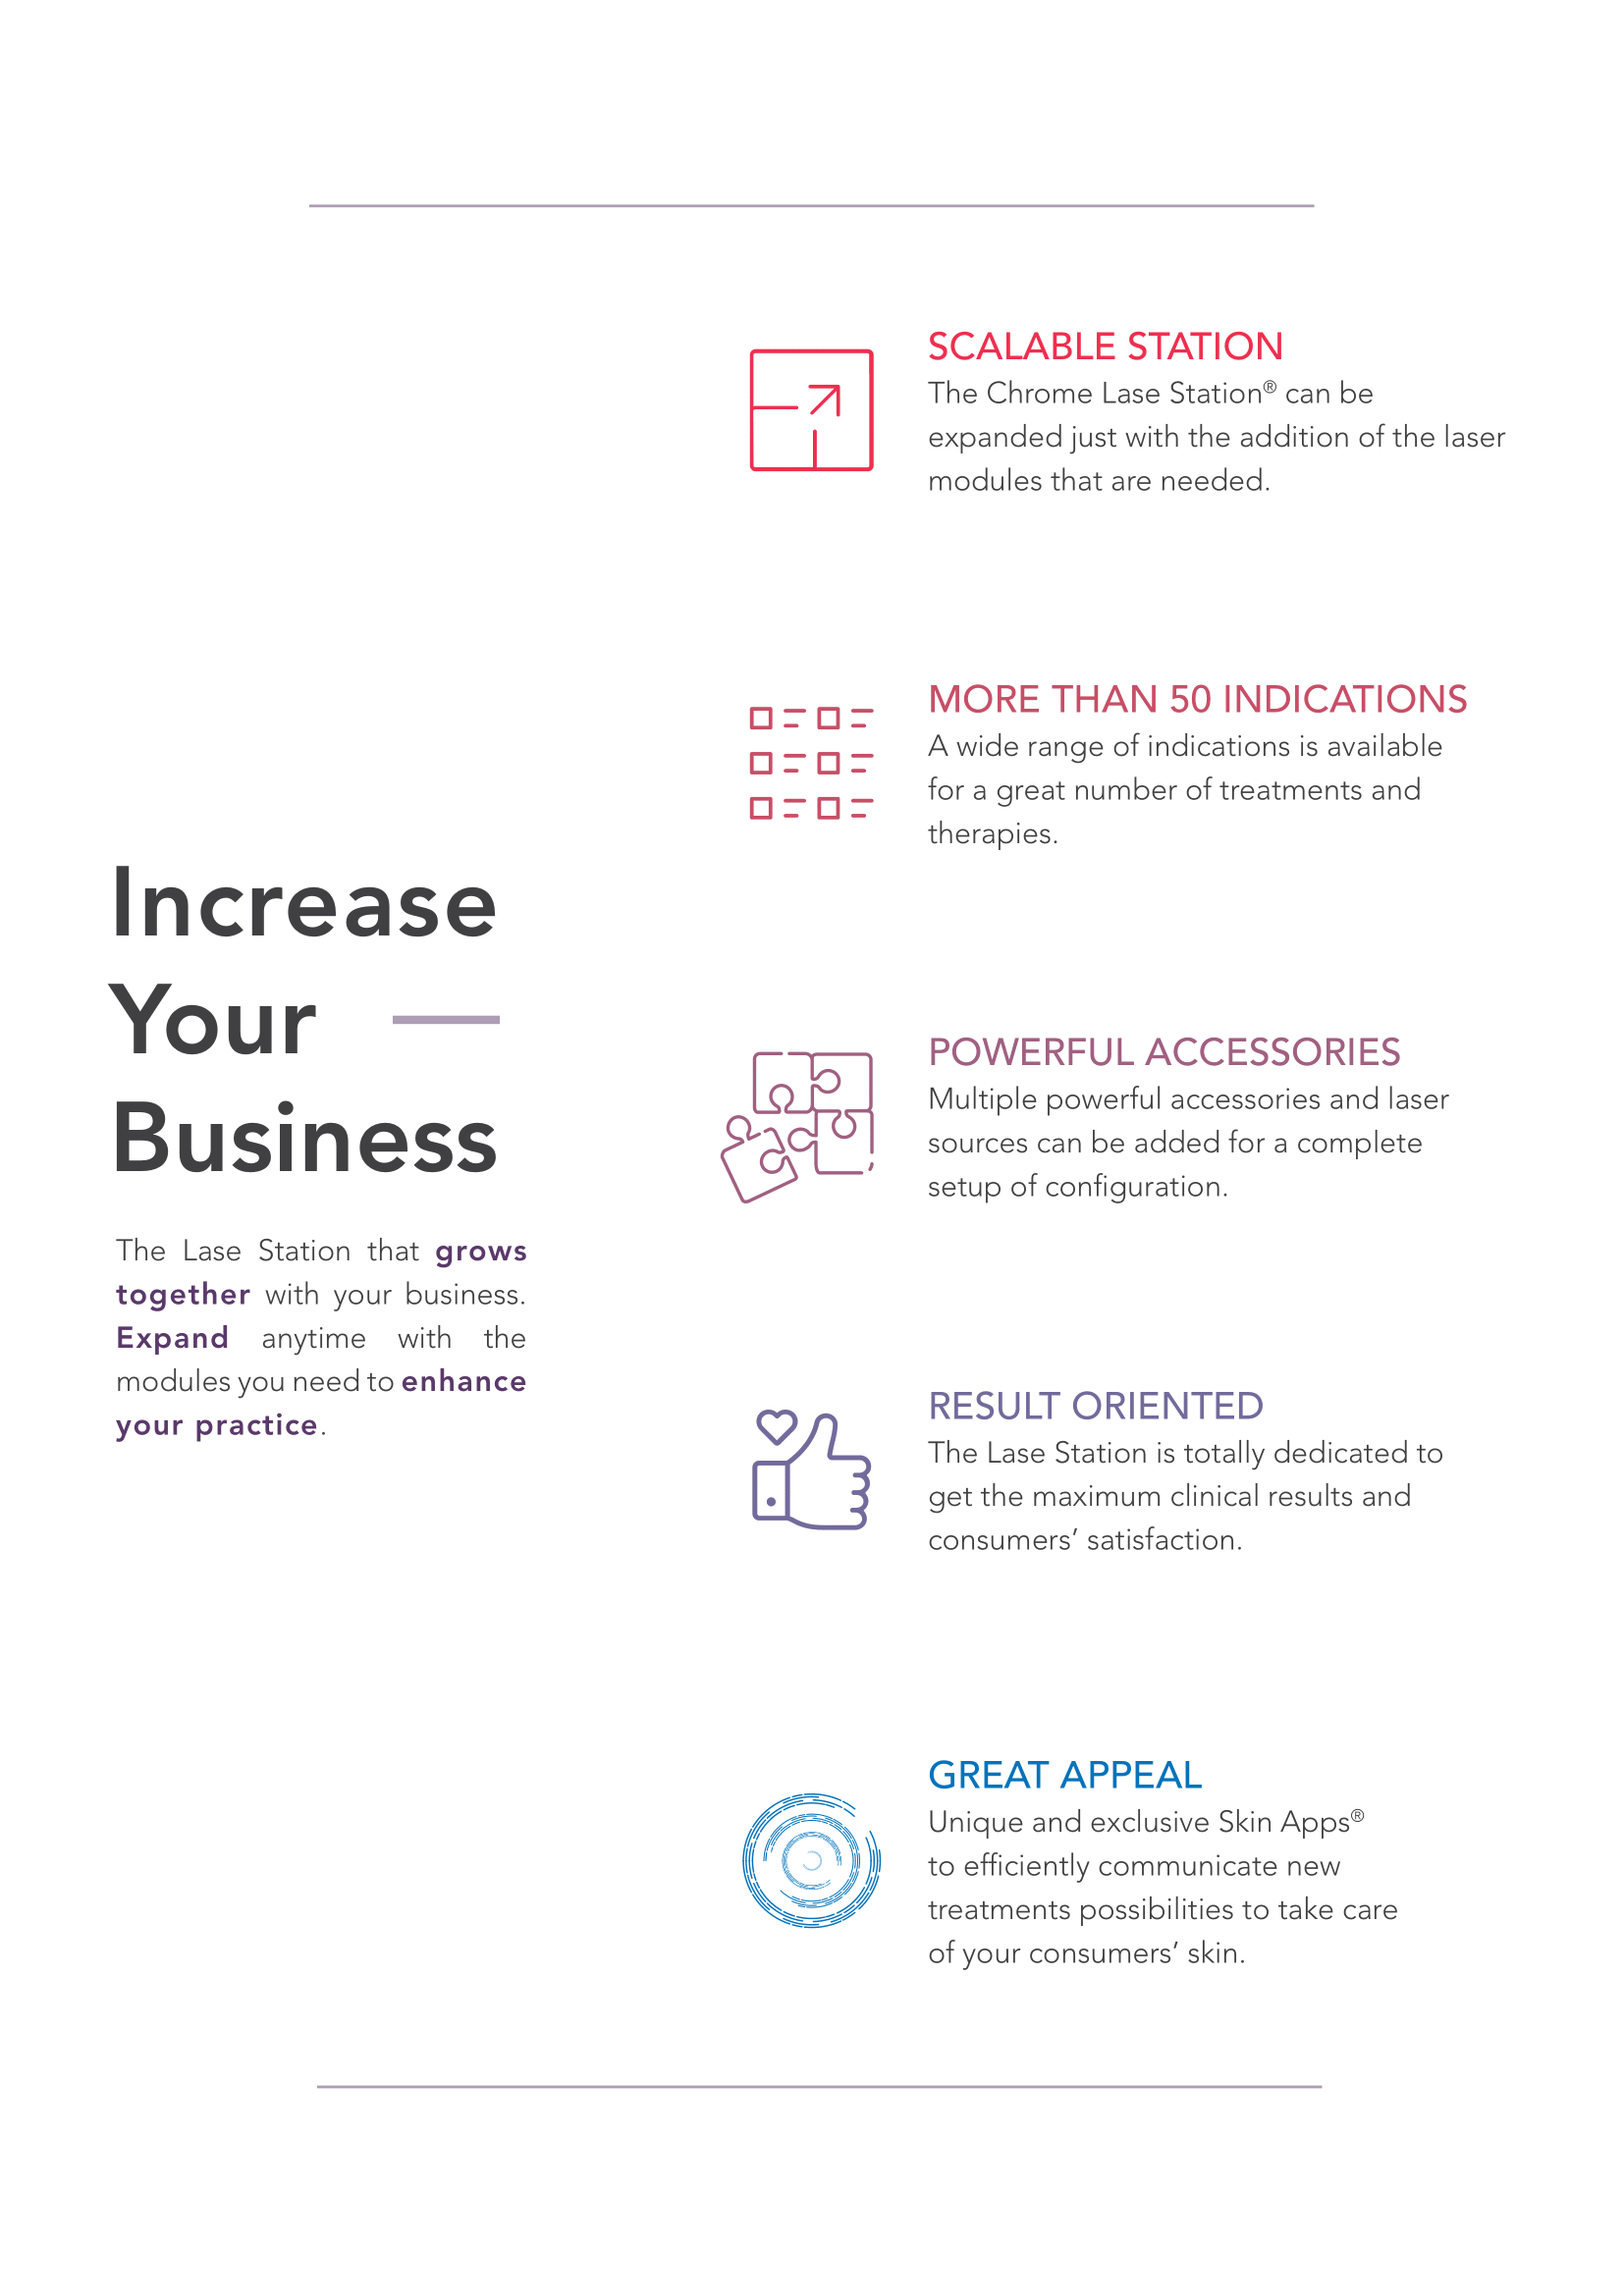 Increase
Your
Business
The Lase Station that grows
together with your business.
Expand anytime with the
modules you need to enhance
your practice.
SCALABLE STATION
The Chrome Lase Station® can be
expanded just with the addition of the laser
modules that are needed.
MORE THAN 50 INDICATIONS
A wide range of indications is available
for a great number of treatments and
therapies.
POWERFUL ACCESSORIES
Multiple powerful accessories and laser
sources can be added for a complete
setup of configuration.
RESULT ORIENTED
The Lase Station is totally dedicated to
get the maximum clinical results and
consumers’ satisfaction.
GREAT APPEAL
Unique and exclusive Skin Apps®
to efficiently communicate new
treatments possibilities to take care
of your consumers’ skin.